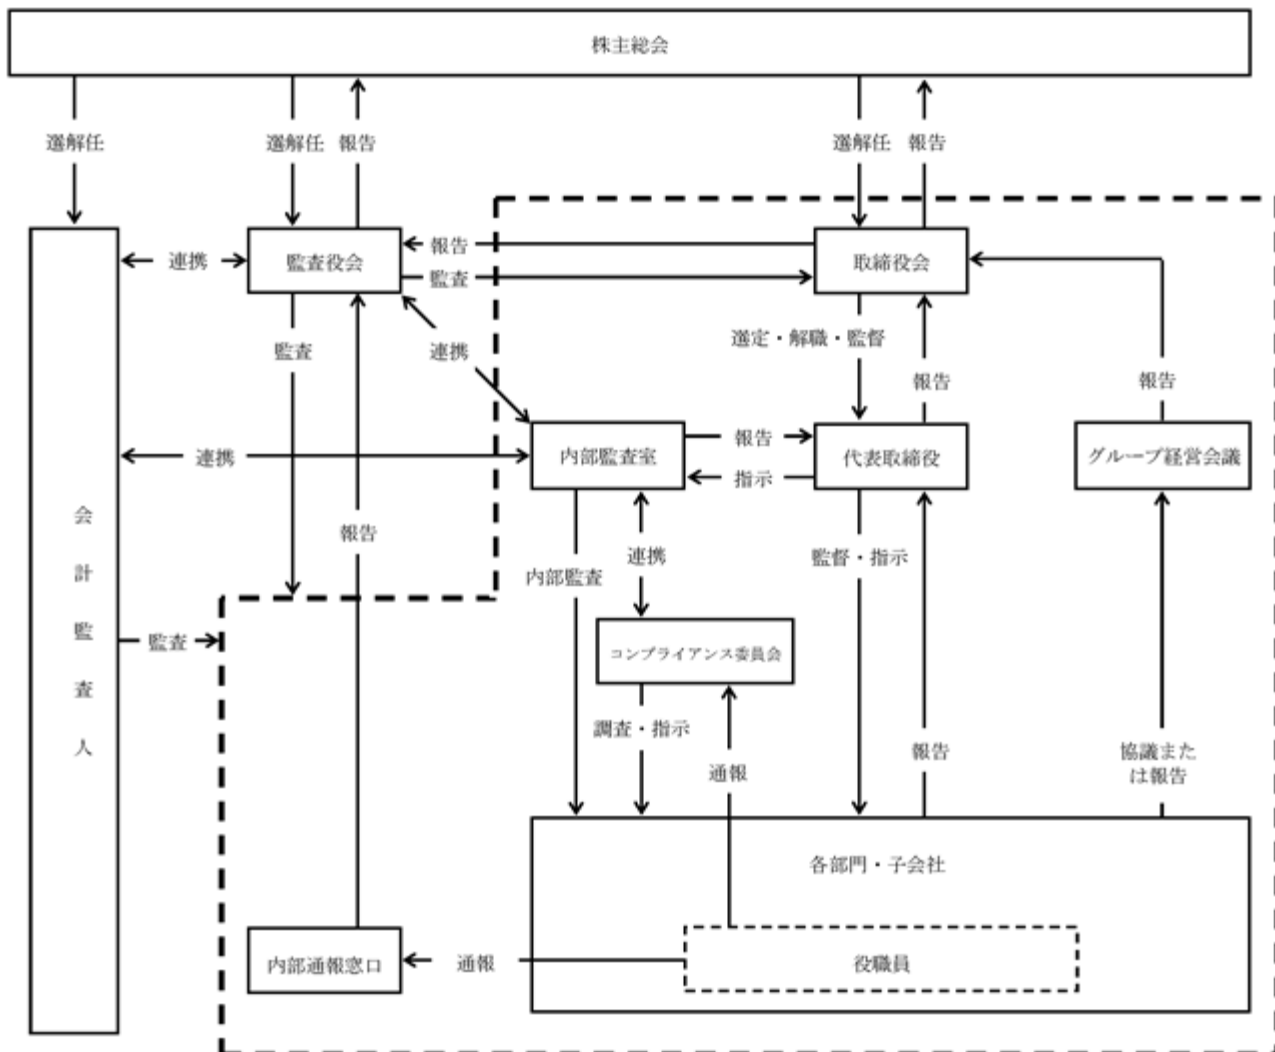 株主総会
選解任
選解任
報告
選解任
報告
連携
監査役会
報告
監査
取締役会
監査
連携
選定・解職・監督
報告
報告
連携
内部監査室
報告
指示
代表取締役
グループ経営会議
会計監査人
報告
内部監査
連携
監督・指示
監査
コンプライアンス委員会
調査・指示
通報
報告
協議また
は報告
各部門・子会社
内部通報窓口
通報
役職員